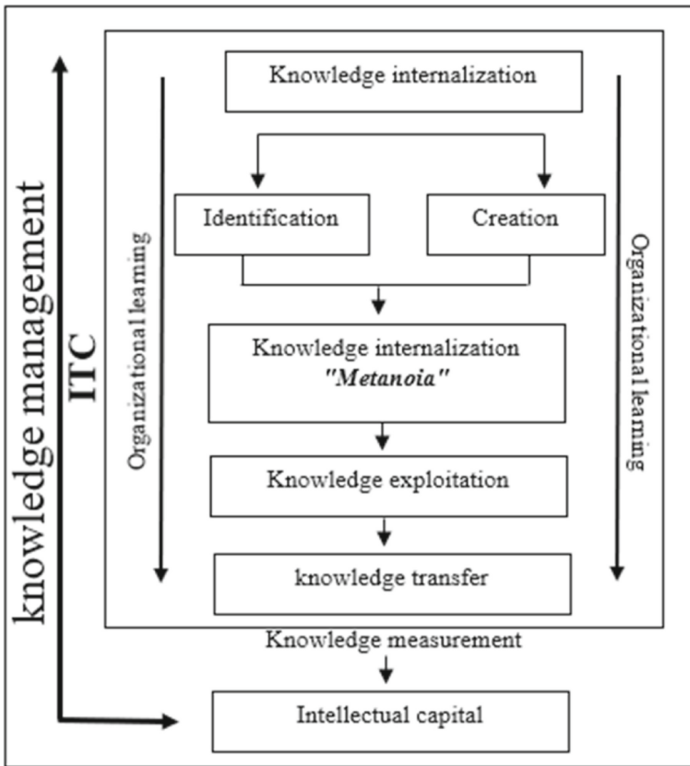 knowledge management
ITC
Organizational learning
Knowledge internalization
Identification
Creation
Knowledge internalization
"Metanoia"
Knowledge exploitation
knowledge transfer
Organizational learning
Knowledge measurement
Intellectual capital